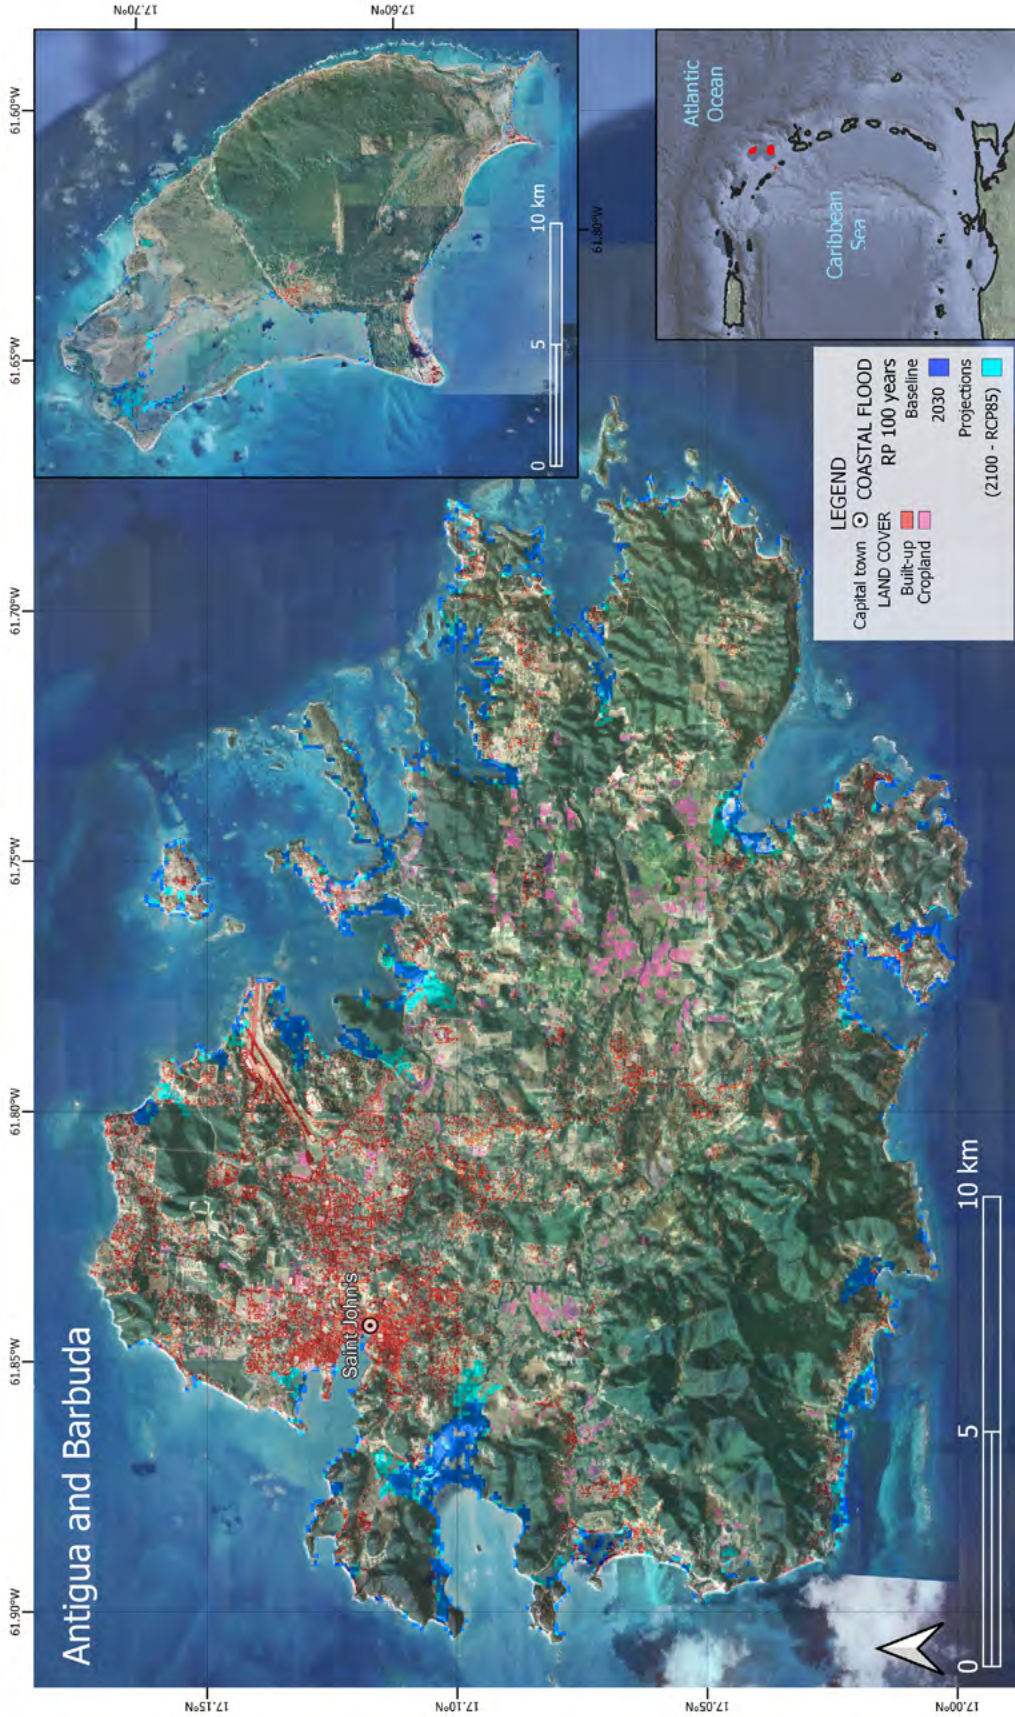 Antigua and Barbuda
61.90°W
61.85°W
61.80°W
61.75°W
61.70°W
61.65°W
61.60°W
17.15°N
17.10°N
17.05°N
17.00°N
17.70°N
17.60°N
61.80°W
Saint John's
0 5 10 km
0 5 10 km
Atlantic
Ocean
Caribbean
Sea
LEGEND
Capital town
LAND COVER
Built-up
Cropland
COASTAL FLOOD
RP 100 years
Baseline
2030
Projections
(2100 - RCP85)